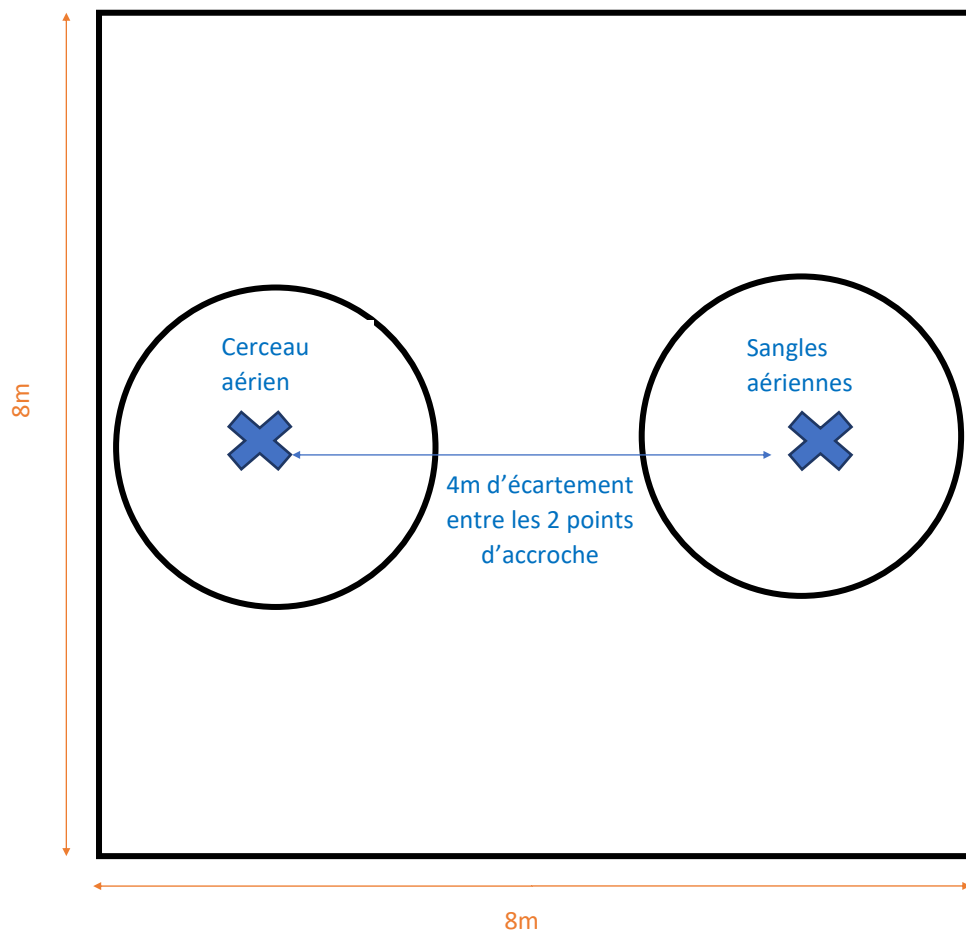 Cerceau
aérien
Sangles
aériennes
8m
4m d’écartement
entre les 2 points
d’accroche
8m